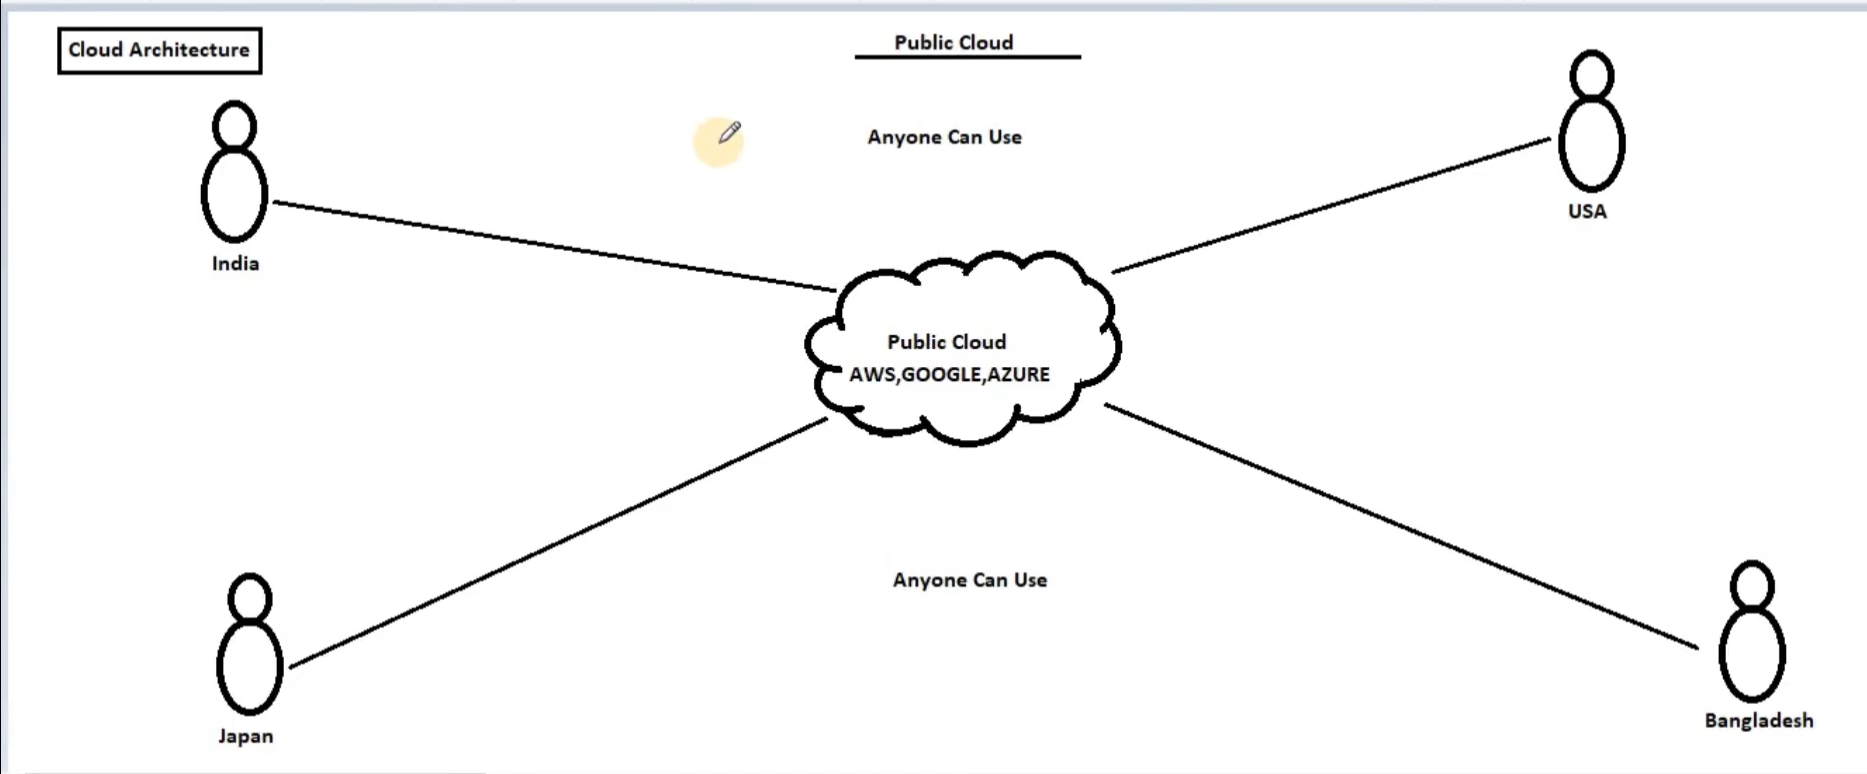 Cloud Architecture
Public Cloud
Anyone Can Use
India
USA
Public Cloud
AWS,GOOGLE,AZURE
Anyone Can Use
Japan
Bangladesh